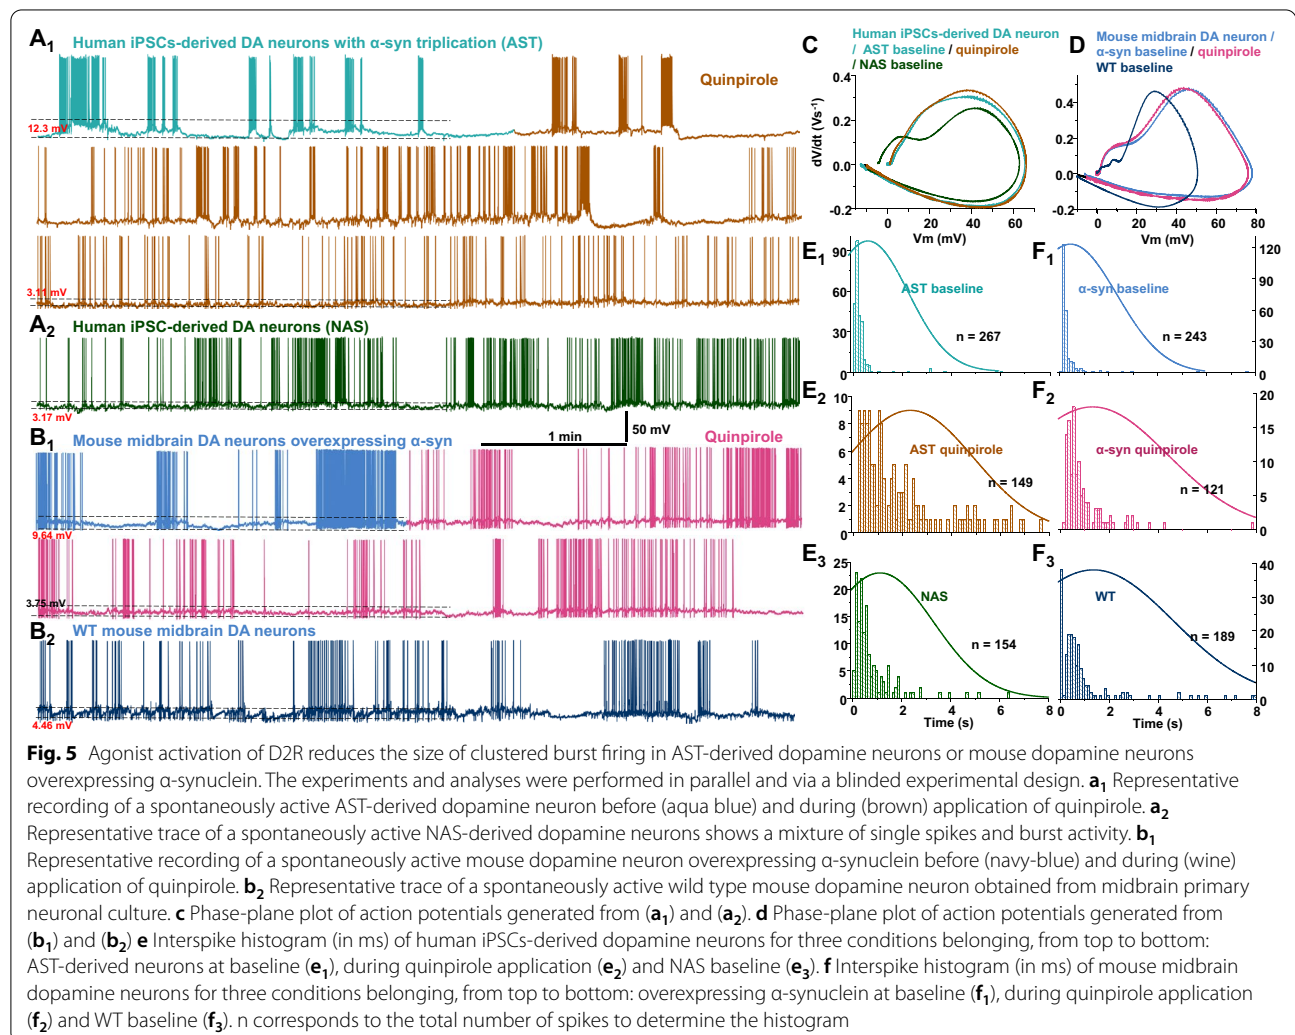 A1 Human iPSCs-derived DA neurons with α-syn triplication (AST)
Quinpirole
12.3 mV
3.11 mV
A2 Human iPSC-derived DA neurons (NAS)
3.17 mV
50 mV
1 min
B1 Mouse midbrain DA neurons overexpressing α-syn
Quinpirole
9.64 mV
3.75 mV
B2 WT mouse midbrain DA neurons
4.46 mV
C Human iPSCs-derived DA neuron
/ AST baseline / quinpirole
/ NAS baseline
0.4
0.2
0.0
-0.2
dV/dt (Vs-1)
0 20 40 60
Vm (mV)
D Mouse midbrain DA neuron /
α-syn baseline / quinpirole
WT baseline
0.4
0.2
0.0
-0.2
0 20 40 60 80
Vm (mV)
E1
90
60
30
AST baseline
n = 267
0 2 4 6
F1
α-syn baseline
n = 243
120
90
60
30
0
0 2 4 6
E2
10
8
6
4
2
0
AST quinpirole
n = 149
0 2 4 6 8
F2
α-syn quinpirole
n = 121
20
15
10
5
0
0 2 4 6 8
E3
25
20
15
10
5
0
NAS
n = 154
0 2 4 6 8
Time (s)
F3
WT
n = 189
40
30
20
10
0
0 2 4 6 8
Time (s)
Fig. 5 Agonist activation of D2R reduces the size of clustered burst firing in AST-derived dopamine neurons or mouse dopamine neurons
overexpressing α-synuclein. The experiments and analyses were performed in parallel and via a blinded experimental design. a1 Representative
recording of a spontaneously active AST-derived dopamine neuron before (aqua blue) and during (brown) application of quinpirole. a2
Representative trace of a spontaneously active NAS-derived dopamine neurons shows a mixture of single spikes and burst activity. b1
Representative recording of a spontaneously active mouse dopamine neuron overexpressing α-synuclein before (navy-blue) and during (wine)
application of quinpirole. b2 Representative trace of a spontaneously active wild type mouse dopamine neuron obtained from midbrain primary
neuronal culture. c Phase-plane plot of action potentials generated from (a1) and (a2). d Phase-plane plot of action potentials generated from
(b1) and (b2) e Interspike histogram (in ms) of human iPSCs-derived dopamine neurons for three conditions belonging, from top to bottom:
AST-derived neurons at baseline (e1), during quinpirole application (e2) and NAS baseline (e3). f Interspike histogram (in ms) of mouse midbrain
dopamine neurons for three conditions belonging, from top to bottom: overexpressing α-synuclein at baseline (f1), during quinpirole application
(f2) and WT baseline (f3). n corresponds to the total number of spikes to determine the histogram